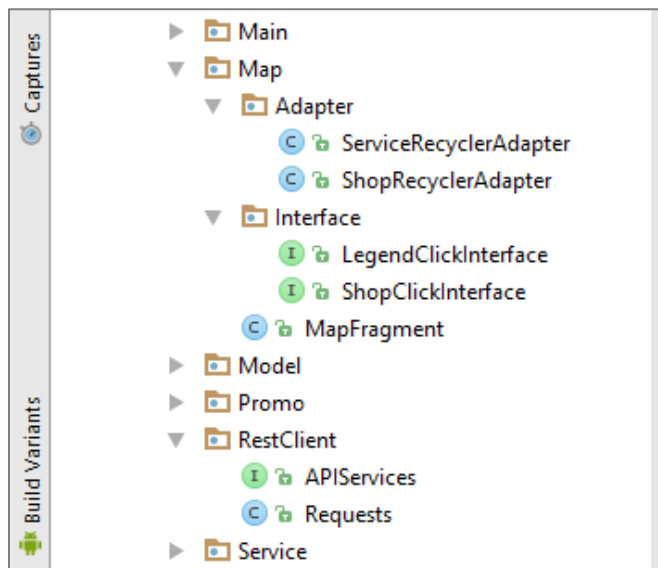 Captures
Build Variants
Main
Map
Adapter
C ServiceRecyclerAdapter
C ShopRecyclerAdapter
Interface
I LegendClickInterface
I ShopClickInterface
C MapFragment
Model
Promo
RestClient
I APIServices
C Requests
Service